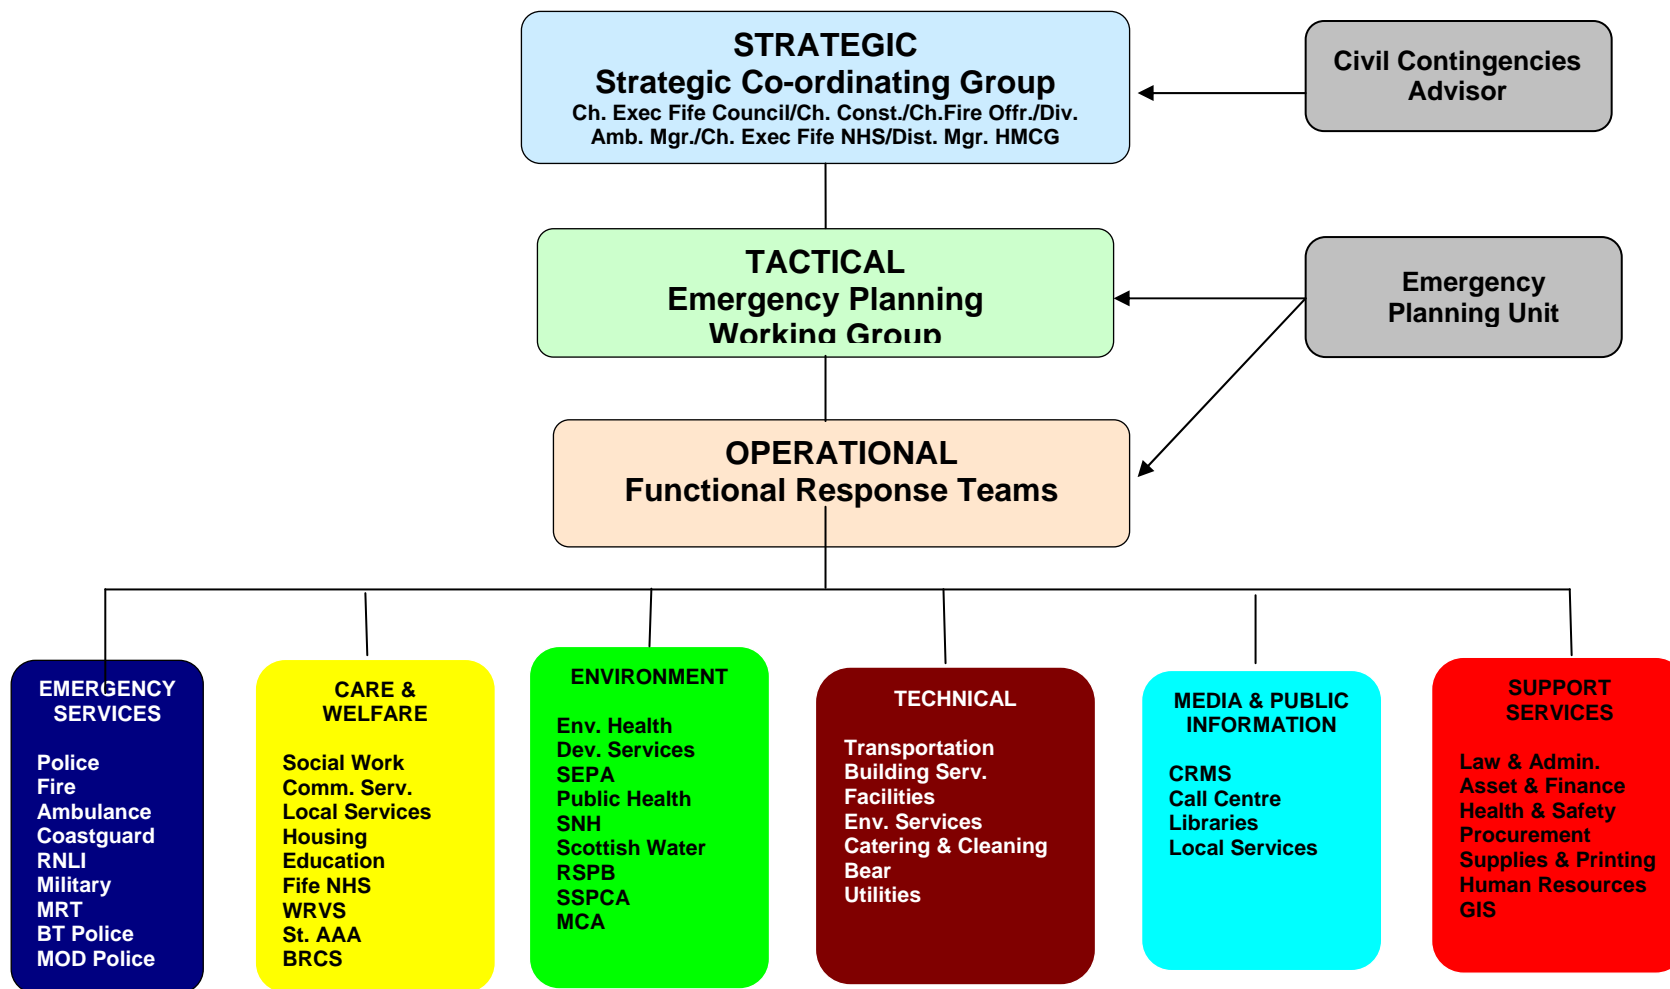 STRATEGIC
Strategic Co-ordinating Group
Ch. Exec Fife Council/Ch. Const./Ch.Fire Offr./Div.
Amb. Mgr./Ch. Exec Fife NHS/Dist. Mgr. HMCG
Civil Contingencies
Advisor
TACTICAL
Emergency Planning
Working Group
Emergency
Planning Unit
OPERATIONAL
Functional Response Teams
EMERGENCY
SERVICES
Police
Fire
Ambulance
Coastguard
RNLI
Military
MRT
BT Police
MOD Police
CARE &
WELFARE
Social Work
Comm. Serv.
Local Services
Housing
Education
Fife NHS
WRVS
St. AAA
BRCS
ENVIRONMENT
Env. Health
Dev. Services
SEPA
Public Health
SNH
Scottish Water
RSPB
SSPCA
MCA
TECHNICAL
Transportation
Building Serv.
Facilities
Env. Services
Catering & Cleaning
Bear
Utilities
MEDIA & PUBLIC
INFORMATION
CRMS
Call Centre
Libraries
Local Services
SUPPORT
SERVICES
Law & Admin.
Asset & Finance
Health & Safety
Procurement
Supplies & Printing
Human Resources
GIS